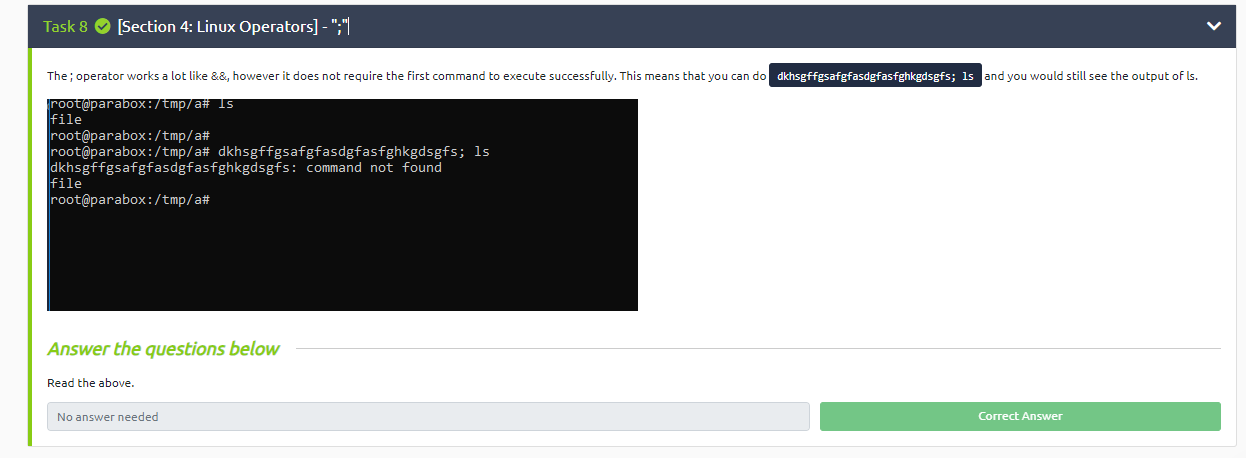 Task 8 [Section 4: Linux Operators] - ";"
The ; operator works a lot like &&, however it does not require the first command to execute successfully. This means that you can do dkhsgffgsafgfasdgfasfghkgdsgfs; ls and you would still see the output of ls.
root@parabox:/tmp/a# ls
file
root@parabox:/tmp/a#
root@parabox:/tmp/a# dkhsgffgsafgfasdgfasfghkgdsgfs; ls
dkhsgffgsafgfasdgfasfghkgdsgfs: command not found
file
root@parabox:/tmp/a#
Answer the questions below
Read the above.
No answer needed
Correct Answer